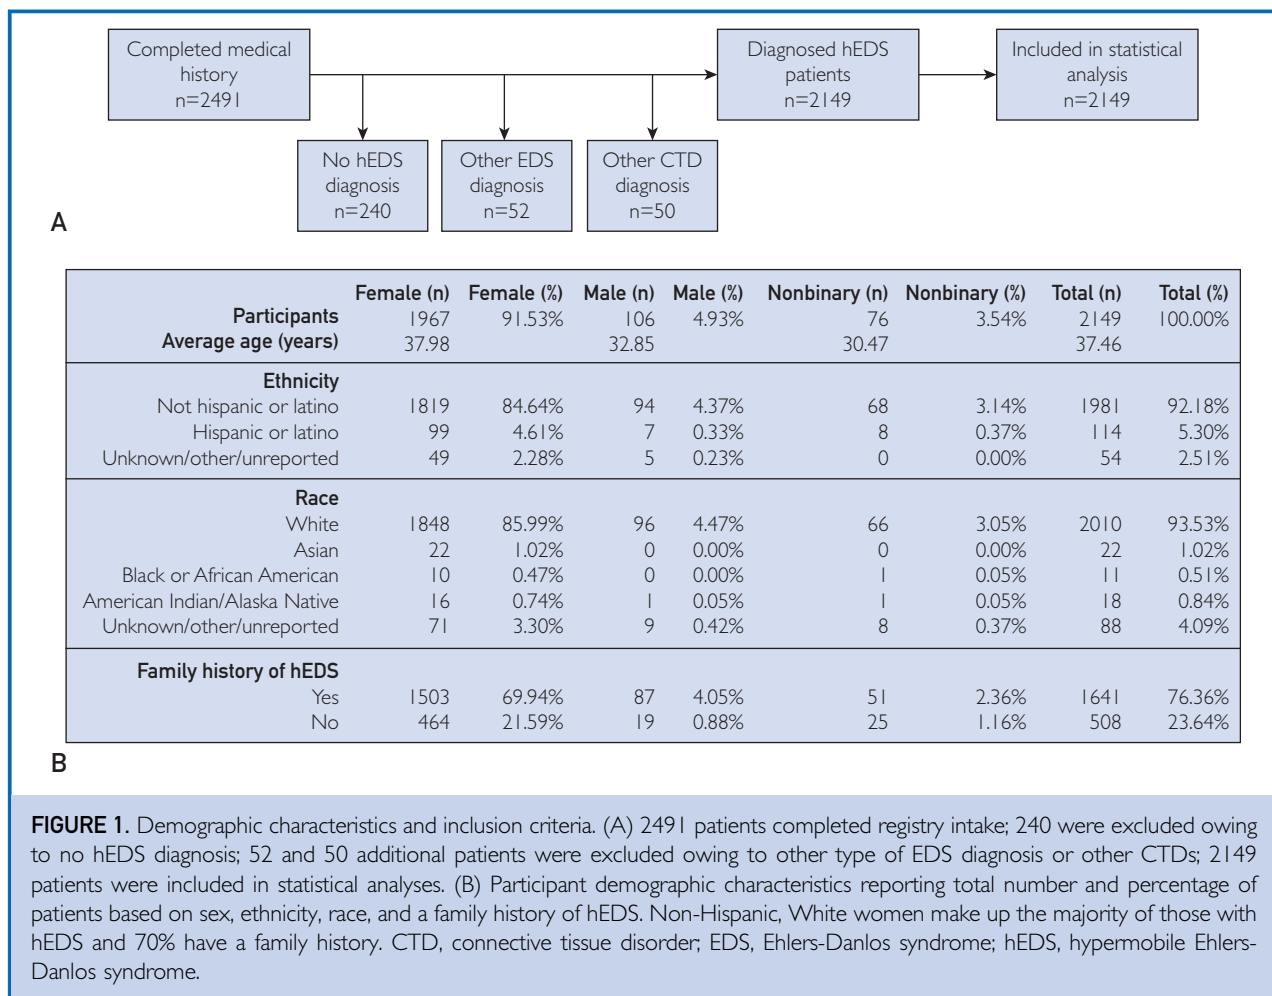 Completed medical
history
n=2491
Diagnosed hEDS
patients
n=2149
Included in statistical
analysis
n=2149
No hEDS
diagnosis
n=240
Other EDS
diagnosis
n=52
Other CTD
diagnosis
n=50
A
Female (n) Female (%) Male (n) Male (%) Nonbinary (n) Nonbinary (%) Total (n) Total (%)
Participants 1967 91.53% 106 4.93% 76 3.54% 2149 100.00%
Average age (years) 37.98 32.85 30.47 37.46
Ethnicity
Not hispanic or latino 1819 84.64% 94 4.37% 68 3.14% 1981 92.18%
Hispanic or latino 99 4.61% 7 0.33% 8 0.37% 114 5.30%
Unknown/other/unreported 49 2.28% 5 0.23% 0 0.00% 54 2.51%
Race
White 1848 85.99% 96 4.47% 66 3.05% 2010 93.53%
Asian 22 1.02% 0 0.00% 0 0.00% 22 1.02%
Black or African American 10 0.47% 0 0.00% 1 0.05% 11 0.51%
American Indian/Alaska Native 16 0.74% 1 0.05% 1 0.05% 18 0.84%
Unknown/other/unreported 71 3.30% 9 0.42% 8 0.37% 88 4.09%
Family history of hEDS
Yes 1503 69.94% 87 4.05% 51 2.36% 1641 76.36%
No 464 21.59% 19 0.88% 25 1.16% 508 23.64%
B
FIGURE 1. Demographic characteristics and inclusion criteria. (A) 2491 patients completed registry intake; 240 were excluded owing
to no hEDS diagnosis; 52 and 50 additional patients were excluded owing to other type of EDS diagnosis or other CTDs; 2149
patients were included in statistical analyses. (B) Participant demographic characteristics reporting total number and percentage of
patients based on sex, ethnicity, race, and a family history of hEDS. Non-Hispanic, White women make up the majority of those with
hEDS and 70% have a family history. CTD, connective tissue disorder; EDS, Ehlers-Danlos syndrome; hEDS, hypermobile Ehlers-
Danlos syndrome.